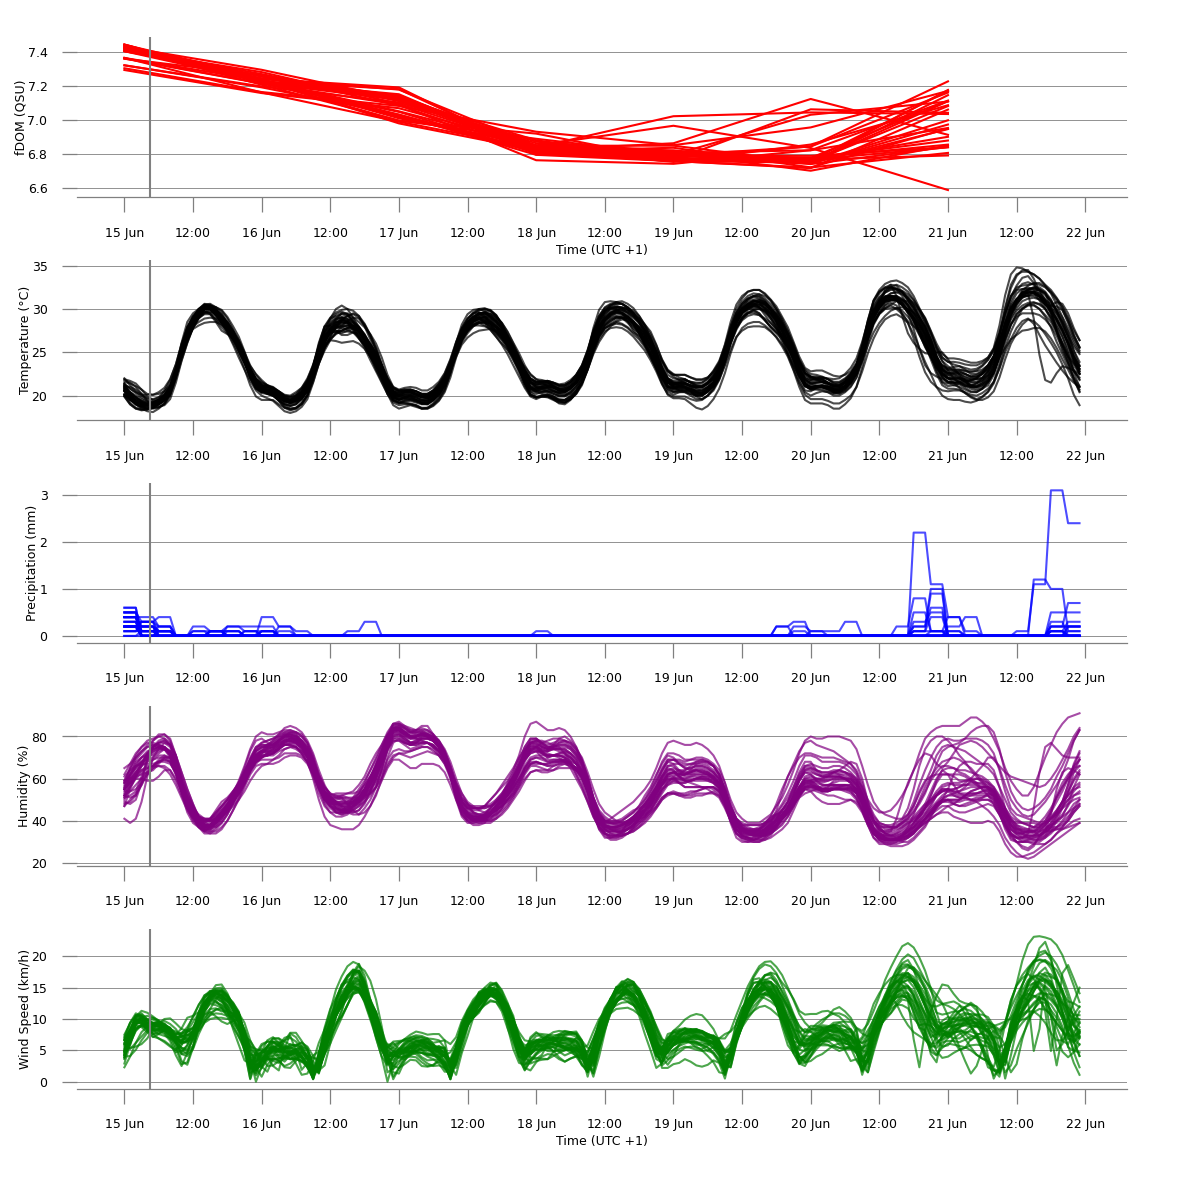 fDOM (QSU)
7.4
7.2
7.0
6.8
6.6
15 Jun 12:00 16 Jun 12:00 17 Jun 12:00 18 Jun 12:00 19 Jun 12:00 20 Jun 12:00 21 Jun 12:00 22 Jun
Time (UTC +1)
Temperature (°C)
35
30
25
20
15 Jun 12:00 16 Jun 12:00 17 Jun 12:00 18 Jun 12:00 19 Jun 12:00 20 Jun 12:00 21 Jun 12:00 22 Jun
Precipitation (mm)
3
2
1
0
15 Jun 12:00 16 Jun 12:00 17 Jun 12:00 18 Jun 12:00 19 Jun 12:00 20 Jun 12:00 21 Jun 12:00 22 Jun
Humidity (%)
80
60
40
20
15 Jun 12:00 16 Jun 12:00 17 Jun 12:00 18 Jun 12:00 19 Jun 12:00 20 Jun 12:00 21 Jun 12:00 22 Jun
Wind Speed (km/h)
20
15
10
5
0
15 Jun 12:00 16 Jun 12:00 17 Jun 12:00 18 Jun 12:00 19 Jun 12:00 20 Jun 12:00 21 Jun 12:00 22 Jun
Time (UTC +1)